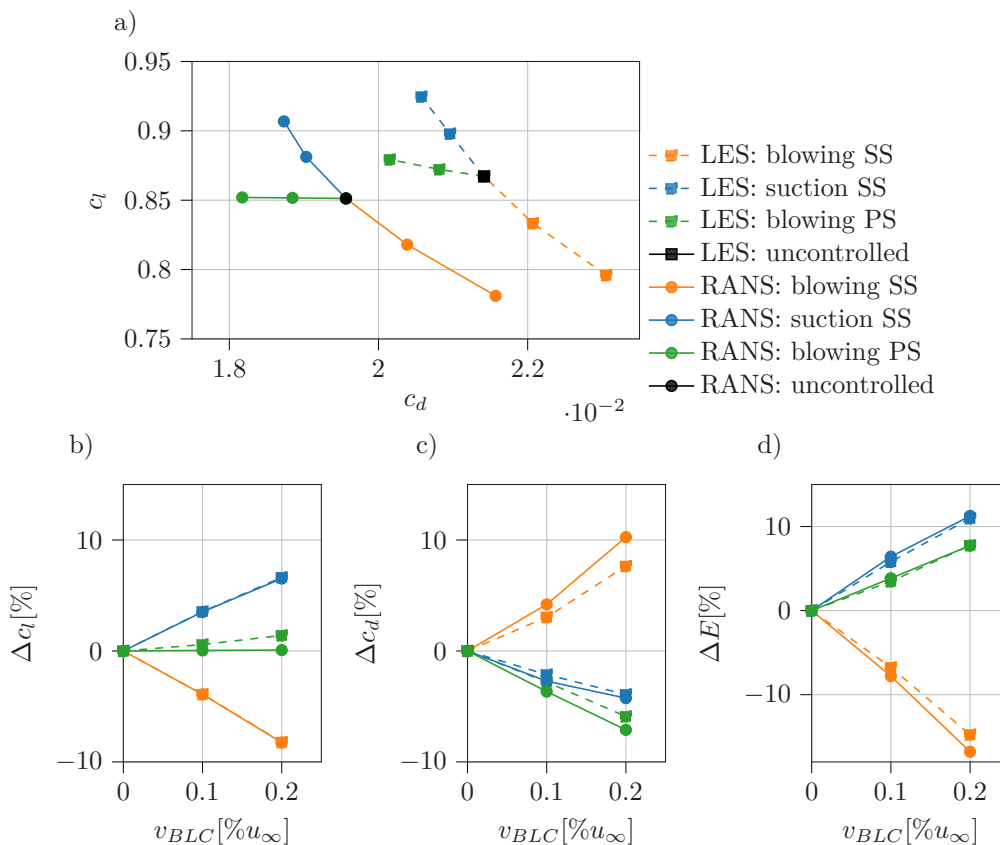 a)
0.95
0.9
0.85
0.8
0.75
c_l
1.8
2
2.2
c_d
·10⁻²
LES: blowing SS
LES: suction SS
LES: blowing PS
LES: uncontrolled
RANS: blowing SS
RANS: suction SS
RANS: blowing PS
RANS: uncontrolled
b)
10
0
−10
Δc_l[%]
0
0.1
0.2
v_BLC[%u_∞]
c)
10
0
−10
Δc_d[%]
0
0.1
0.2
v_BLC[%u_∞]
d)
10
0
−10
ΔE[%]
0
0.1
0.2
v_BLC[%u_∞]